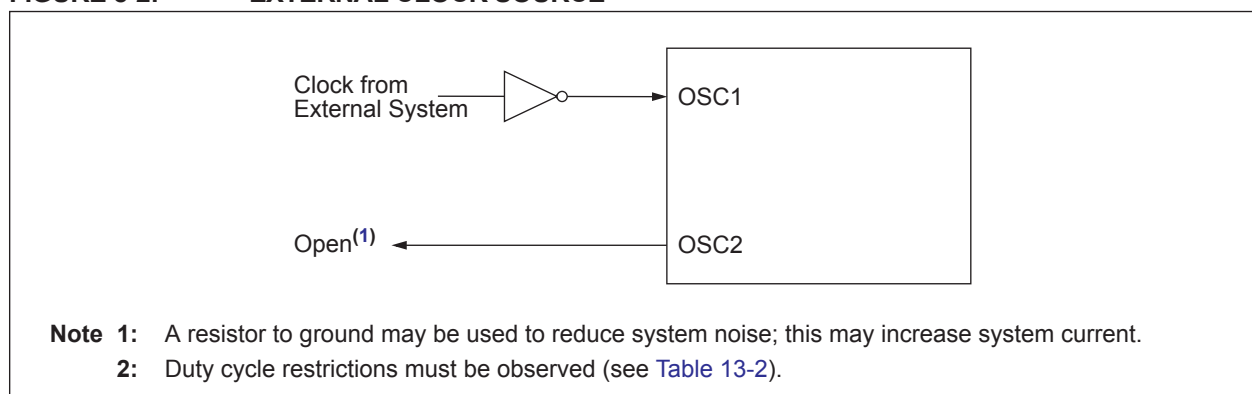 Clock from
External System
OSC1
Open(1)
OSC2
Note 1: A resistor to ground may be used to reduce system noise; this may increase system current.
2: Duty cycle restrictions must be observed (see Table 13-2).